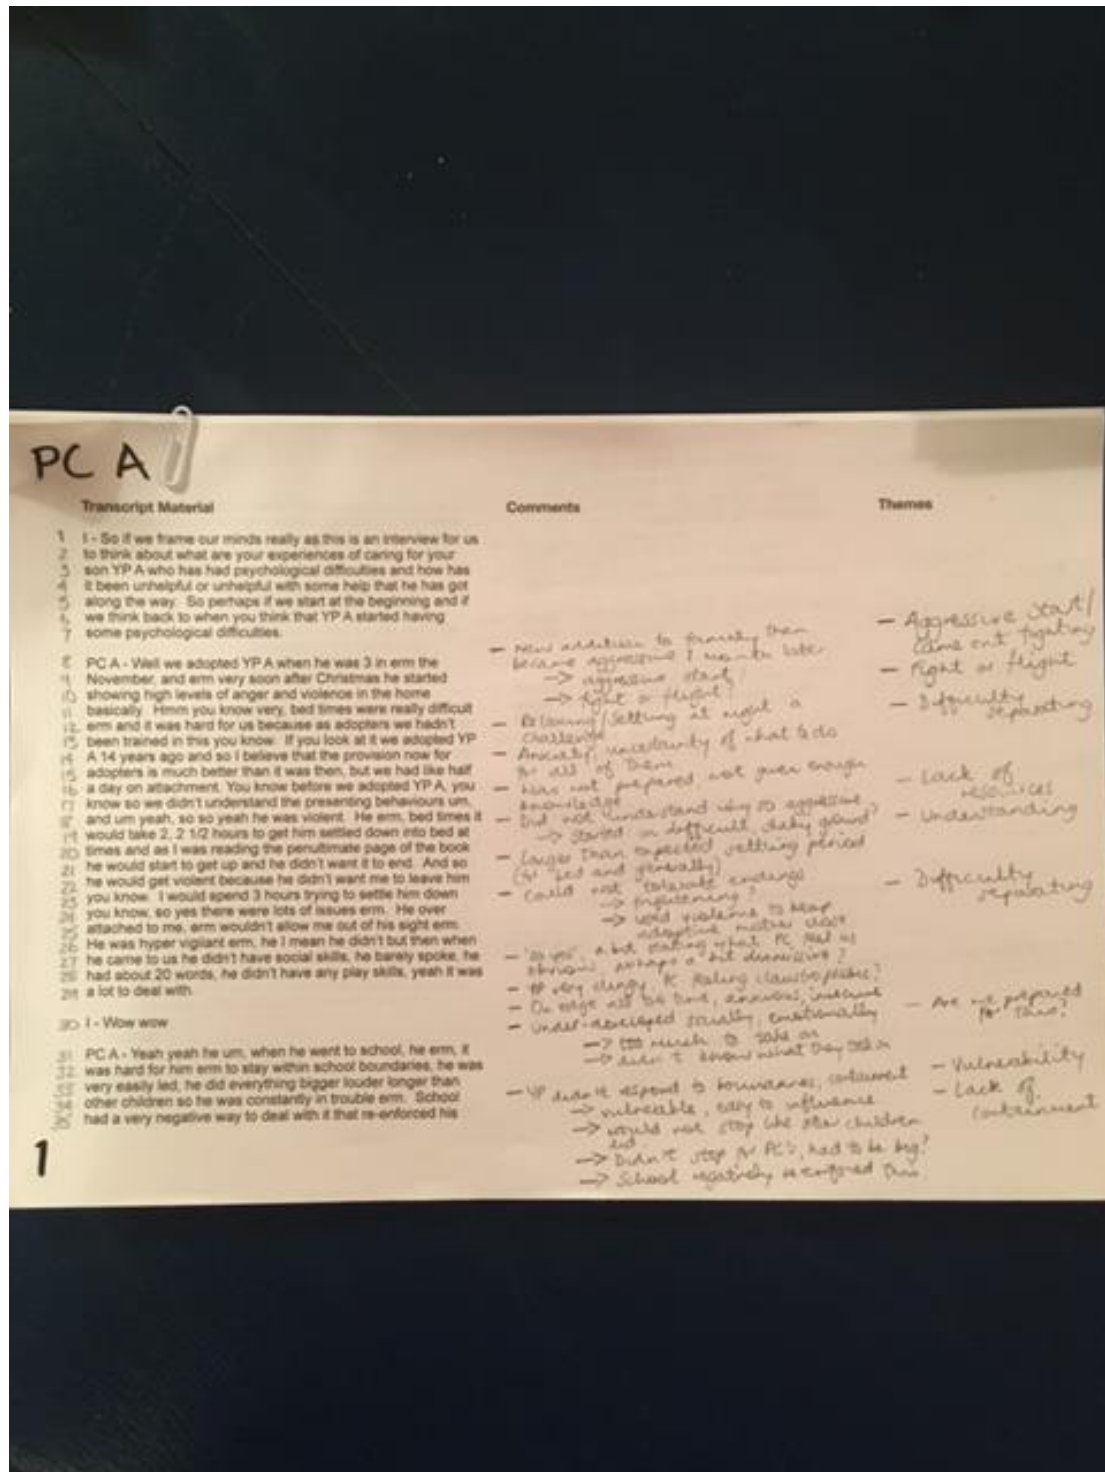 PC A
Transcript Material
1 I - So if we frame our minds really as this is an interview for us
2 to think about what are your experiences of caring for your
3 son YP A who has had psychological difficulties and how has
4 it been unhelpful or unhelpful with some help that he has got
5 along the way. So perhaps if we start at the beginning and if
6 we think back to when you think that YP A started having
7 some psychological difficulties.
8 PC A - Well we adopted YP A when he was 3 in erm the
9 November, and erm very soon after Christmas he started
10 showing high levels of anger and violence in the home
11 basically. Hmm you know very, bed times were really difficult
12 erm and it was hard for us because as adopters we hadn't
13 been trained in this you know. If you look at it we adopted YP
14 A 14 years ago and so I believe that the provision now for
15 adopters is much better than it was then, but we had like half
16 a day on attachment. You know before we adopted YP A, you
17 know so we didn't understand the presenting behaviours um,
18 and um yeah, so so yeah he was violent. He erm, bed times it
19 would take 2, 2 1/2 hours to get him settled down into bed at
20 times and as I was reading the penultimate page of the book
21 he would start to get up and he didn't want it to end. And so
22 he would get violent because he didn't want me to leave him
23 you know. I would spend 3 hours trying to settle him down
24 you know, so yes there were lots of issues erm. He over
25 attached to me, erm wouldn't allow me out of his sight erm.
26 He was hyper vigilant erm, he I mean he didn't but then when
27 he came to us he didn't have social skills, he barely spoke, he
28 had about 20 words, he didn't have any play skills, yeah it was
29 a lot to deal with.
30 I - Wow wow
31 PC A - Yeah yeah he um, when he went to school, he erm, it
32 was hard for him erm to stay within school boundaries, he was
33 very easily led, he did everything bigger louder longer than
34 other children so he was constantly in trouble erm. School
35 had a very negative way to deal with it that re-enforced his
1
Comments
- New addition to family then
became aggressive 1 month later
-> aggressive start?
-> fight or flight?
- Relaxing/Settling at night a
challenge
- Anxiety, uncertainty of what to do
for all of them
- Was not prepared not given enough
knowledge
- Did not understand why so aggressive
-> started on difficult, shaky ground?
- Longer than expected settling period
(for bed and generally)
- Could not tolerate endings
-> frightening?
-> used violence to keep
adoptive mother close
- a bit stating what PC feel is
obvious, perhaps a bit dismissive?
- YP very clingy, PC feeling claustrophobic?
- On edge all the time, anxious, insecure
- Under-developed socially, emotionally
-> too much to take on
-> didn't know what they took on
- YP didn't respond to boundaries, containment
-> vulnerable, easy to influence
-> would not stop like other children
did
-> Didn't stop for PC's, had to be big?
-> School negatively re-enforced this.
Themes
- Aggressive start/
Came out fighting
- Fight or flight
- Difficulty
separating
- Lack of
resources
- Understanding
- Difficulty
separating
- Are we prepared
for this?
- Vulnerability
- Lack of
containment